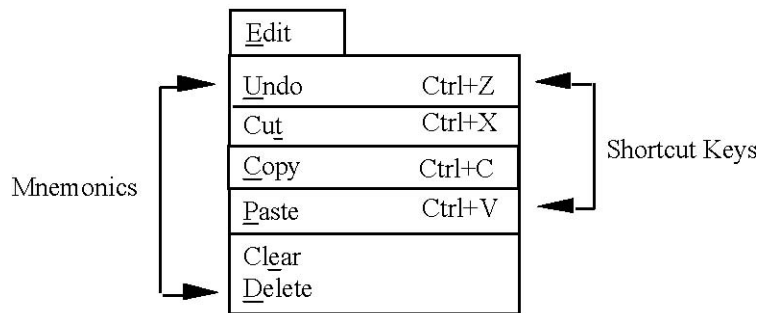 Edit
Undo Ctrl+Z
Cut Ctrl+X
Copy Ctrl+C
Paste Ctrl+V
Clear
Delete
Mnemonics
Shortcut Keys